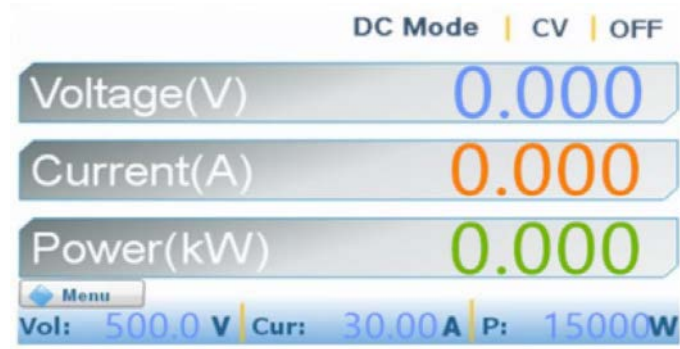 DC Mode | CV | OFF
Voltage(V) 0.000
Current(A) 0.000
Power(kW) 0.000
Menu
Vol: 500.0 V Cur: 30.00 A P: 15000W